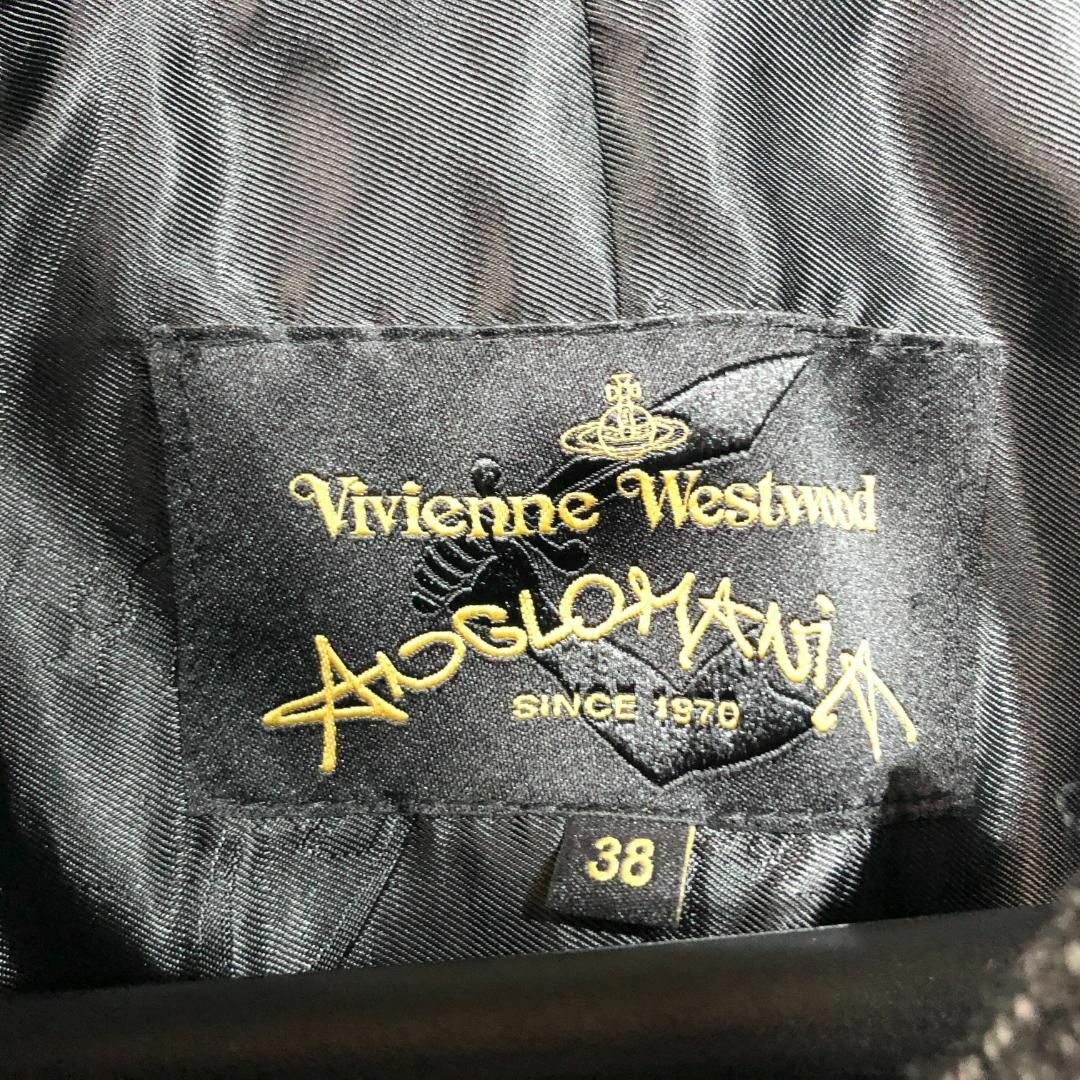 Vivienne Westwood
ANGLOMANIA
SINCE 1970
38